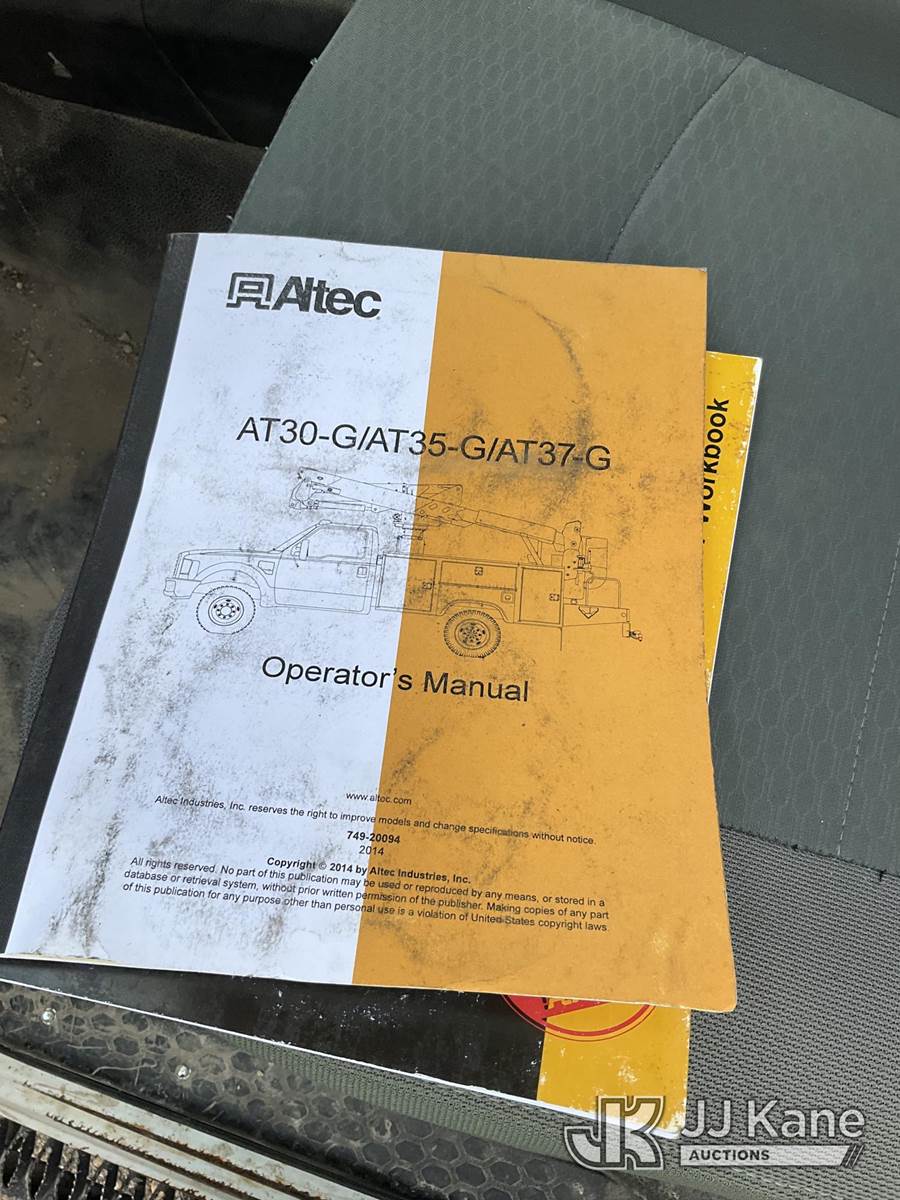 Altec
AT30-G/AT35-G/AT37-G
Operator's Manual
www.altec.com
Altec Industries, Inc. reserves the right to improve models and change specifications without notice.
749-20094
2014
Copyright © 2014 by Altec Industries, Inc.
All rights reserved. No part of this publication may be used or reproduced by any means, or stored in a
database or retrieval system, without prior written permission of the publisher. Making copies of any part
of this publication for any purpose other than personal use is a violation of United States copyright laws.
Workbook
JK JJ Kane
AUCTIONS